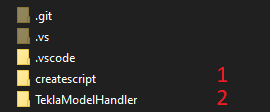 .git
.vs
.vscode
createscript 1
TeklaModelHandler 2